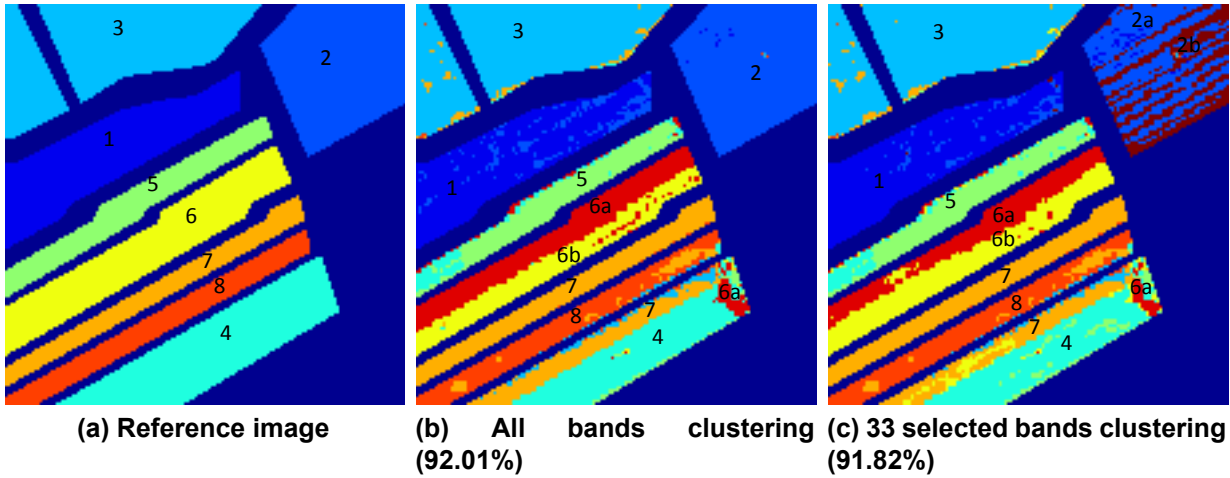 3
2
1
5
6
7
8
4
(a) Reference image
3
2
1
5
6a
6b
7
8
7
6a
4
(b) All bands clustering
(92.01%)
3
2a
2b
1
5
6a
6b
7
8
7
6a
4
(c) 33 selected bands clustering
(91.82%)